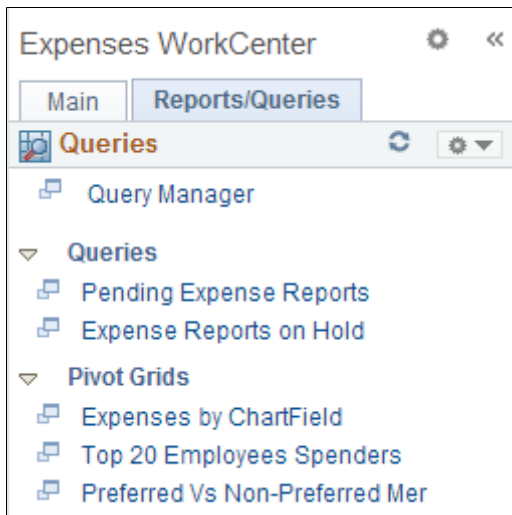 Expenses WorkCenter
Main Reports/Queries
Queries
Query Manager
Queries
Pending Expense Reports
Expense Reports on Hold
Pivot Grids
Expenses by ChartField
Top 20 Employees Spenders
Preferred Vs Non-Preferred Mer